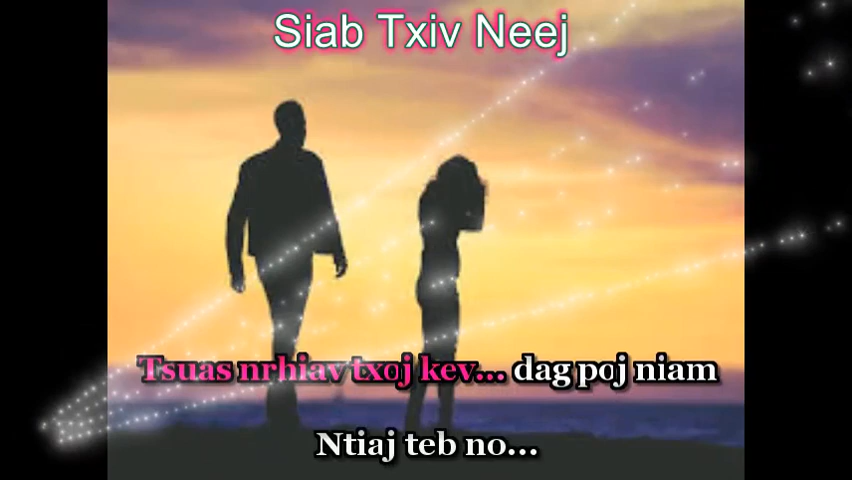 Siab Txiv Neej
Tsuas nrhiav txoj kev... dag poj niam
Ntiaj teb no...